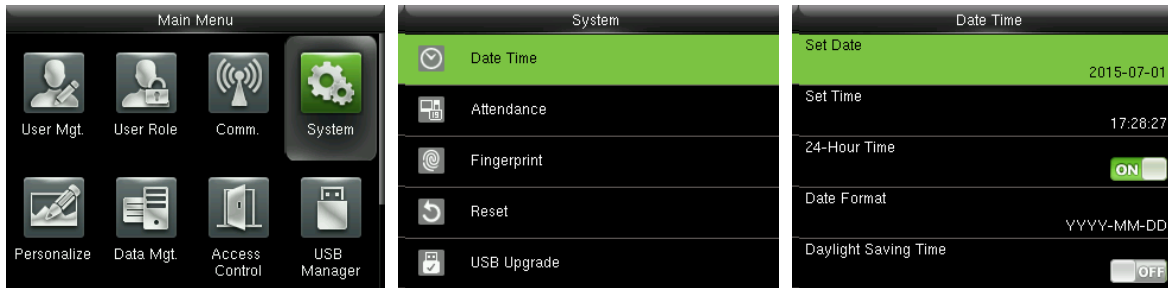 Main Menu
User Mgt.
User Role
Comm.
System
Personalize
Data Mgt.
Access
Control
USB
Manager
System
Date Time
Attendance
Fingerprint
Reset
USB Upgrade
Date Time
Set Date
2015-07-01
Set Time
17:28:27
24-Hour Time
ON
Date Format
YYYY-MM-DD
Daylight Saving Time
OFF